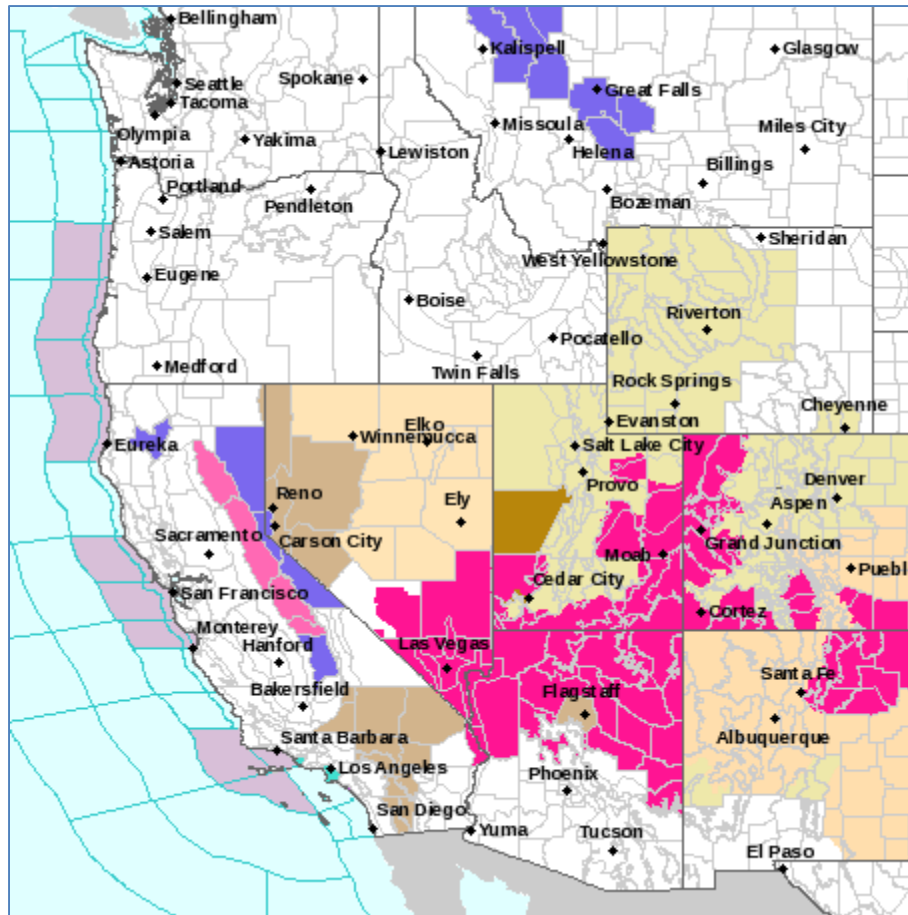 Bellingham
Kalispell
Glasgow
Seattle
Spokane
Great Falls
Tacoma
Olympia
Yakima
Missoula
Miles City
Astoria
Lewiston
Helena
Billings
Portland
Pendleton
Bozeman
Salem
West Yellowstone
Sheridan
Eugene
Boise
Riverton
Pocatello
Medford
Twin Falls
Rock Springs
Cheyenne
Eureka
Winnemucca
Elko
Evanston
Salt Lake City
Provo
Denver
Reno
Ely
Aspen
Sacramento
Carson City
Moab
Grand Junction
Cedar City
Pueblo
San Francisco
Cortez
Monterey
Hanford
Las Vegas
Bakersfield
Flagstaff
Santa Fe
Albuquerque
Santa Barbara
Los Angeles
Phoenix
San Diego
Yuma
Tucson
El Paso